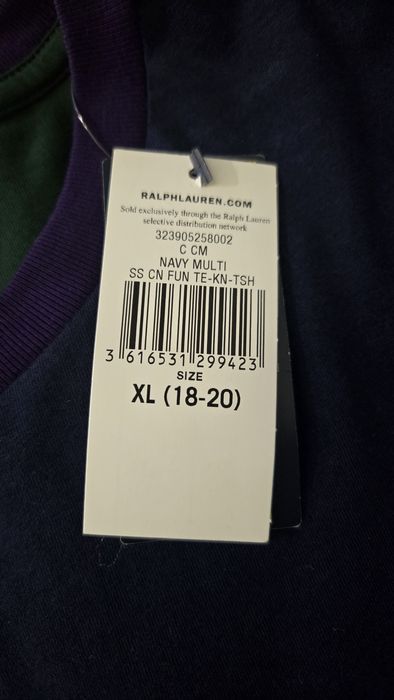 RALPHLAUREN.COM
Sold exclusively through the Ralph Lauren
selective distribution network
323905258002
C CM
NAVY MULTI
SS CN FUN TE-KN-TSH
3 616531 299423
SIZE
XL (18-20)